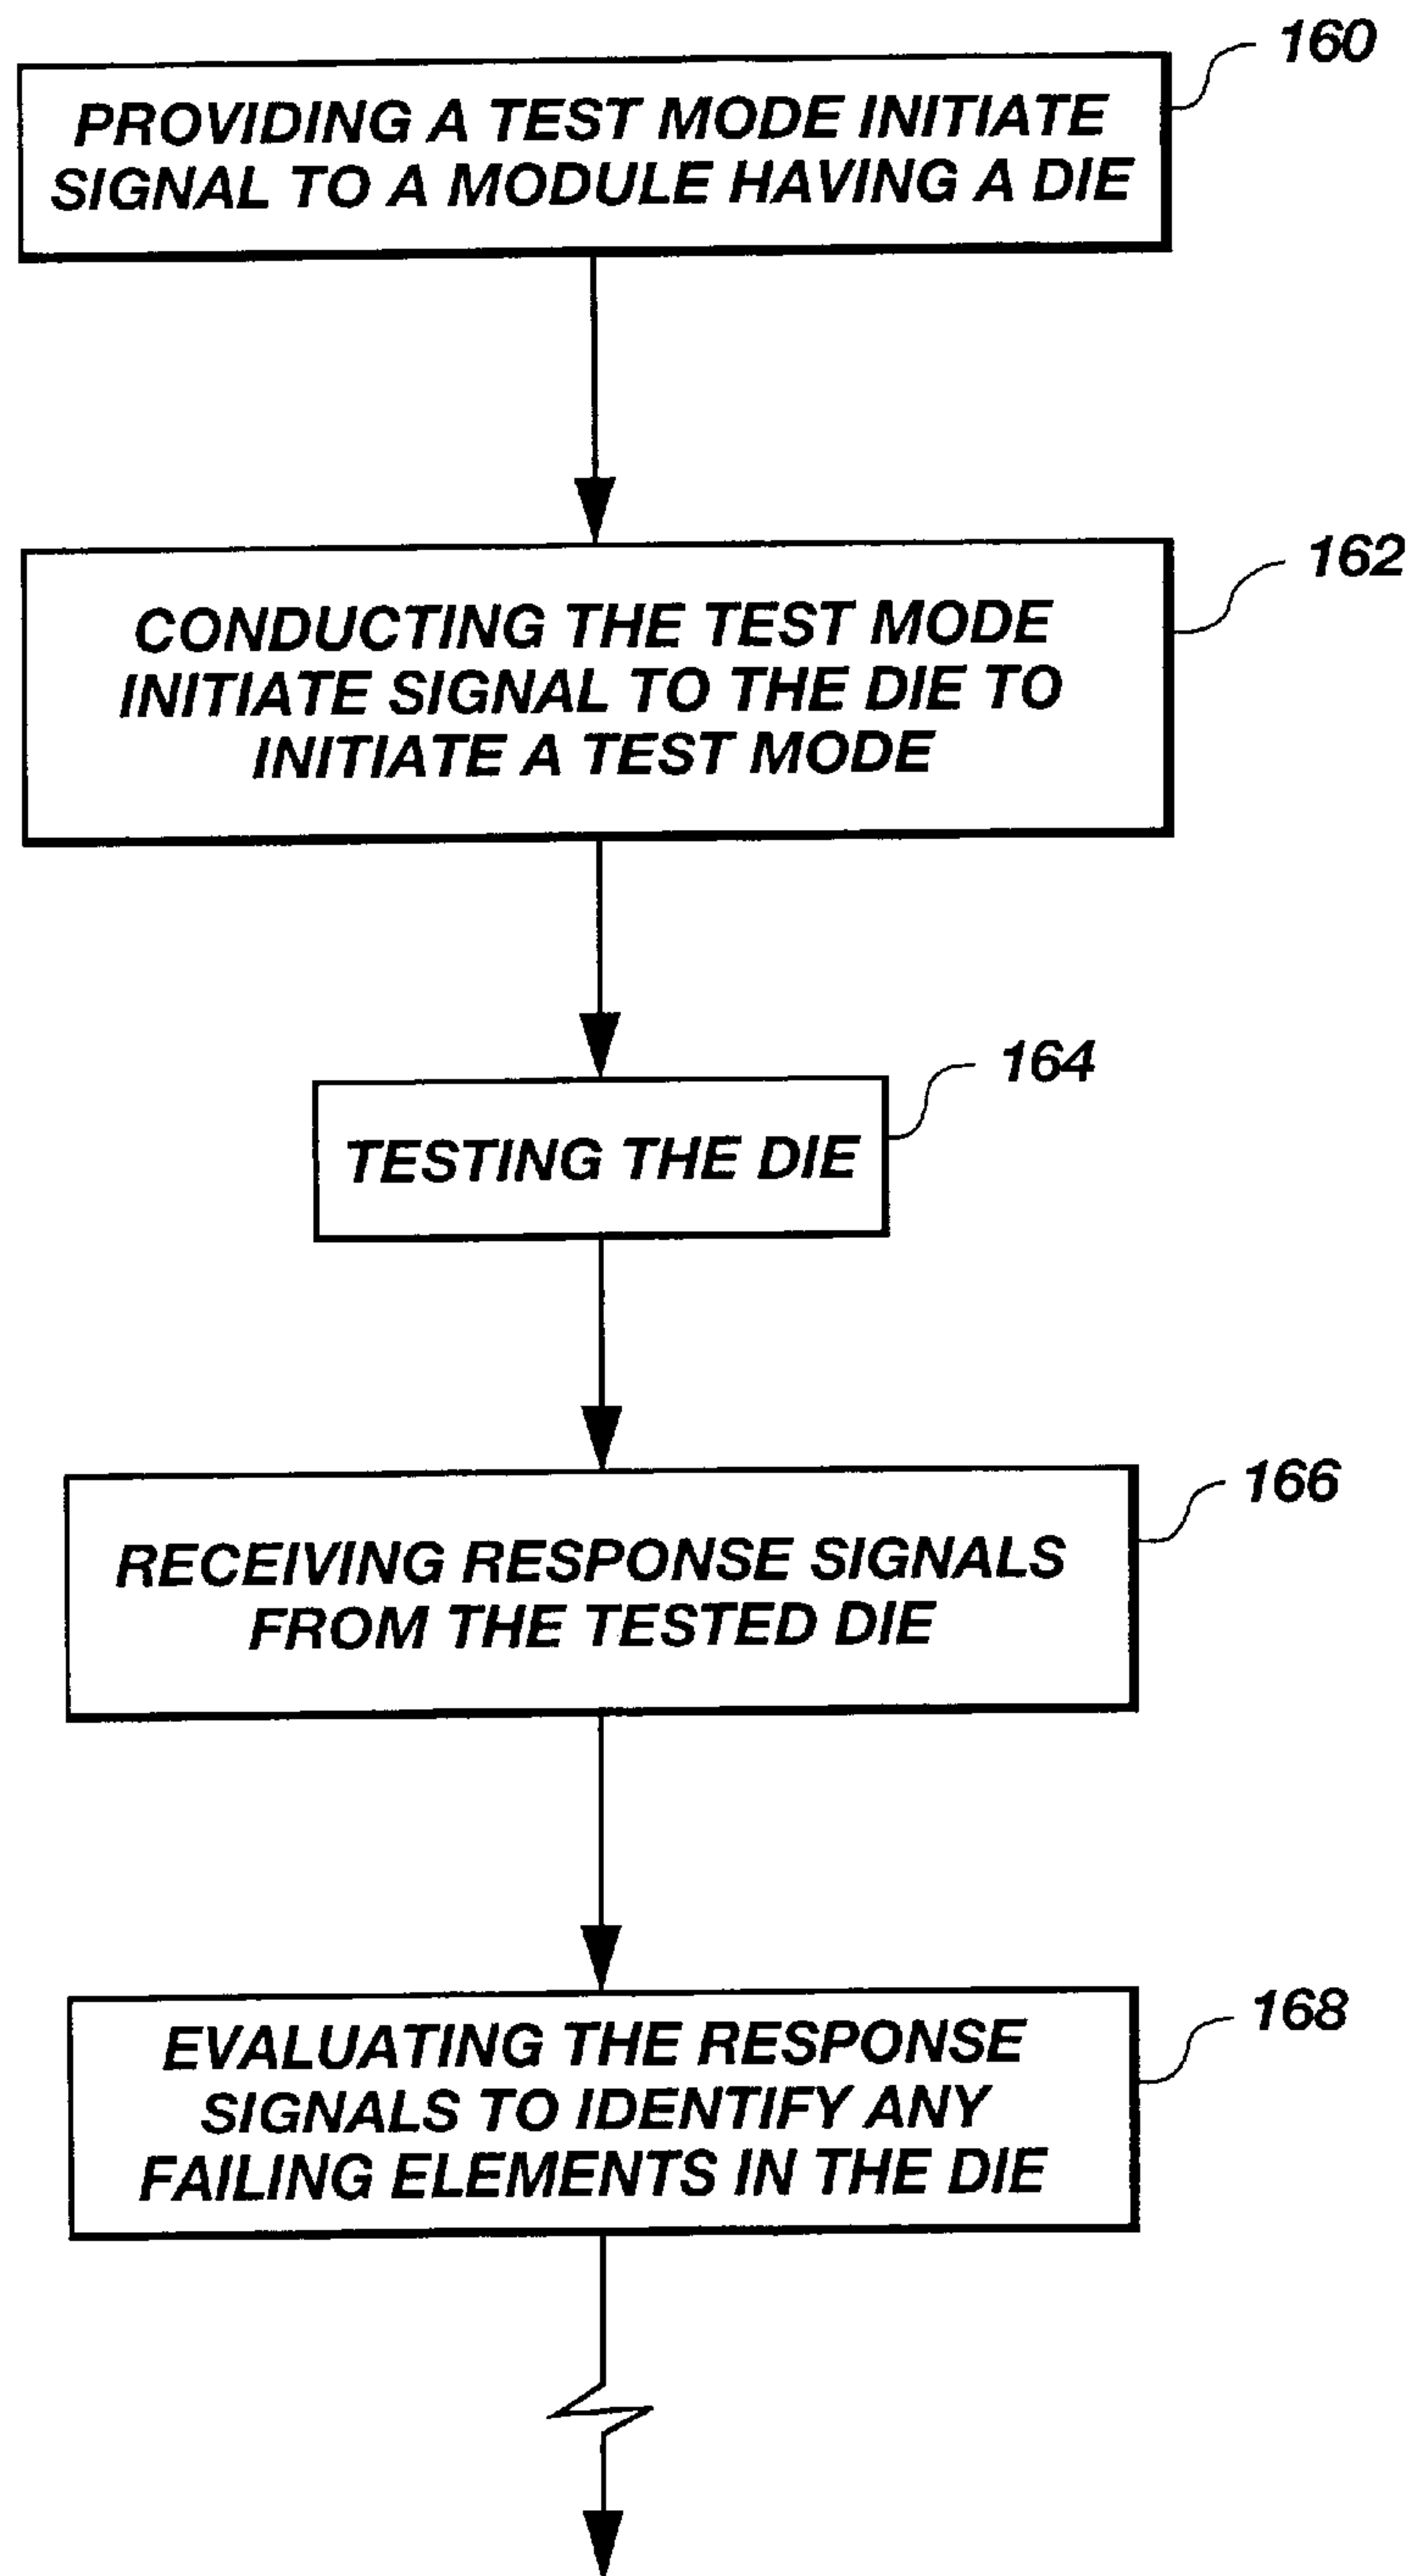 160
PROVIDING A TEST MODE INITIATE
SIGNAL TO A MODULE HAVING A DIE
162
CONDUCTING THE TEST MODE
INITIATE SIGNAL TO THE DIE TO
INITIATE A TEST MODE
164
TESTING THE DIE
166
RECEIVING RESPONSE SIGNALS
FROM THE TESTED DIE
168
EVALUATING THE RESPONSE
SIGNALS TO IDENTIFY ANY
FAILING ELEMENTS IN THE DIE